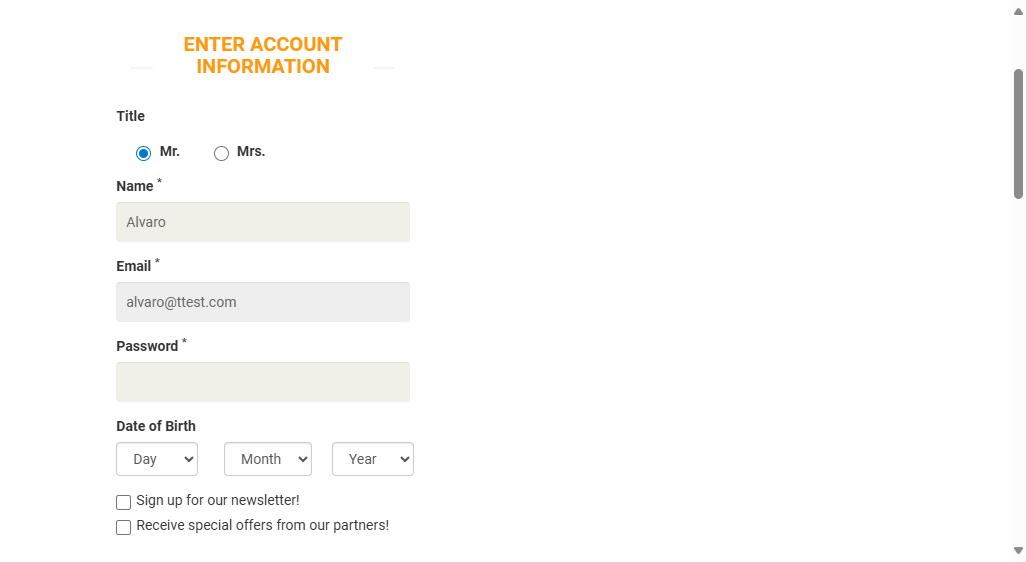 ENTER ACCOUNT
INFORMATION
Title
Mr. Mrs.
Name *
Alvaro
Email *
alvaro@ttest.com
Password *
Date of Birth
Day Month Year
Sign up for our newsletter!
Receive special offers from our partners!